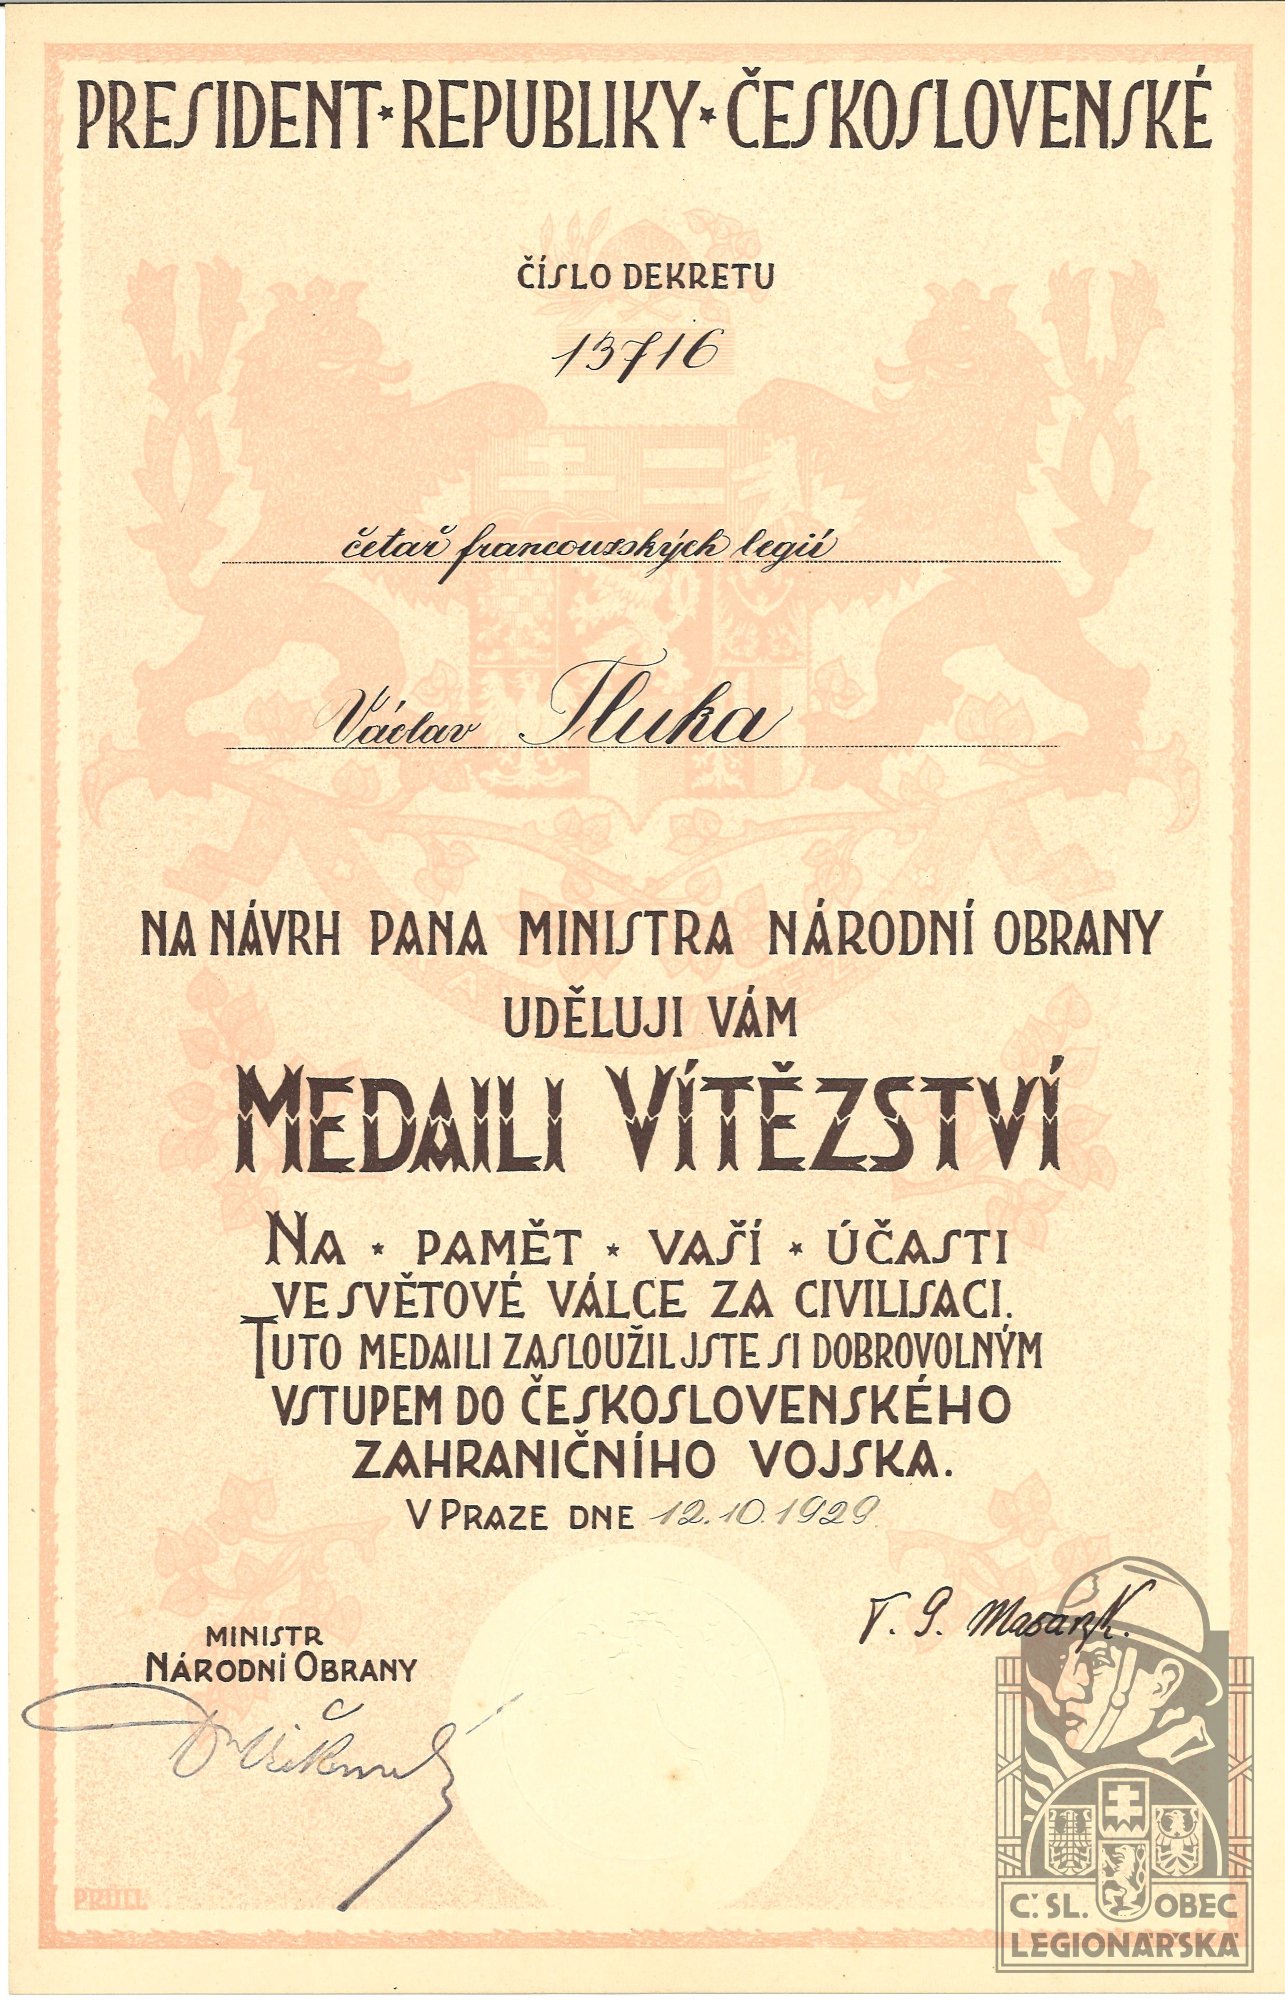 PRESIDENT * REPUBLIKY * ČESKOSLOVENSKÉ
ČÍSLO DEKRETU
13716
četař francouzských legií
Václav Tluka
NA NÁVRH PANA MINISTRA NÁRODNÍ OBRANY
UDĚLUJI VÁM
MEDAILI VÍTĚZSTVÍ
NA * PAMĚT * VAŠÍ * ÚČASTI
VE SVĚTOVÉ VÁLCE ZA CIVILISACI.
TUTO MEDAILI ZASLOUŽIL JSTE SI DOBROVOLNÝM
VSTUPEM DO ČESKOSLOVENSKÉHO
ZAHRANIČNÍHO VOJSKA.
V PRAZE DNE 12.10.1929.
T. G. Masaryk.
MINISTR
NÁRODNÍ OBRANY
Č. SL. OBEC
LEGIONÁŘSKÁ